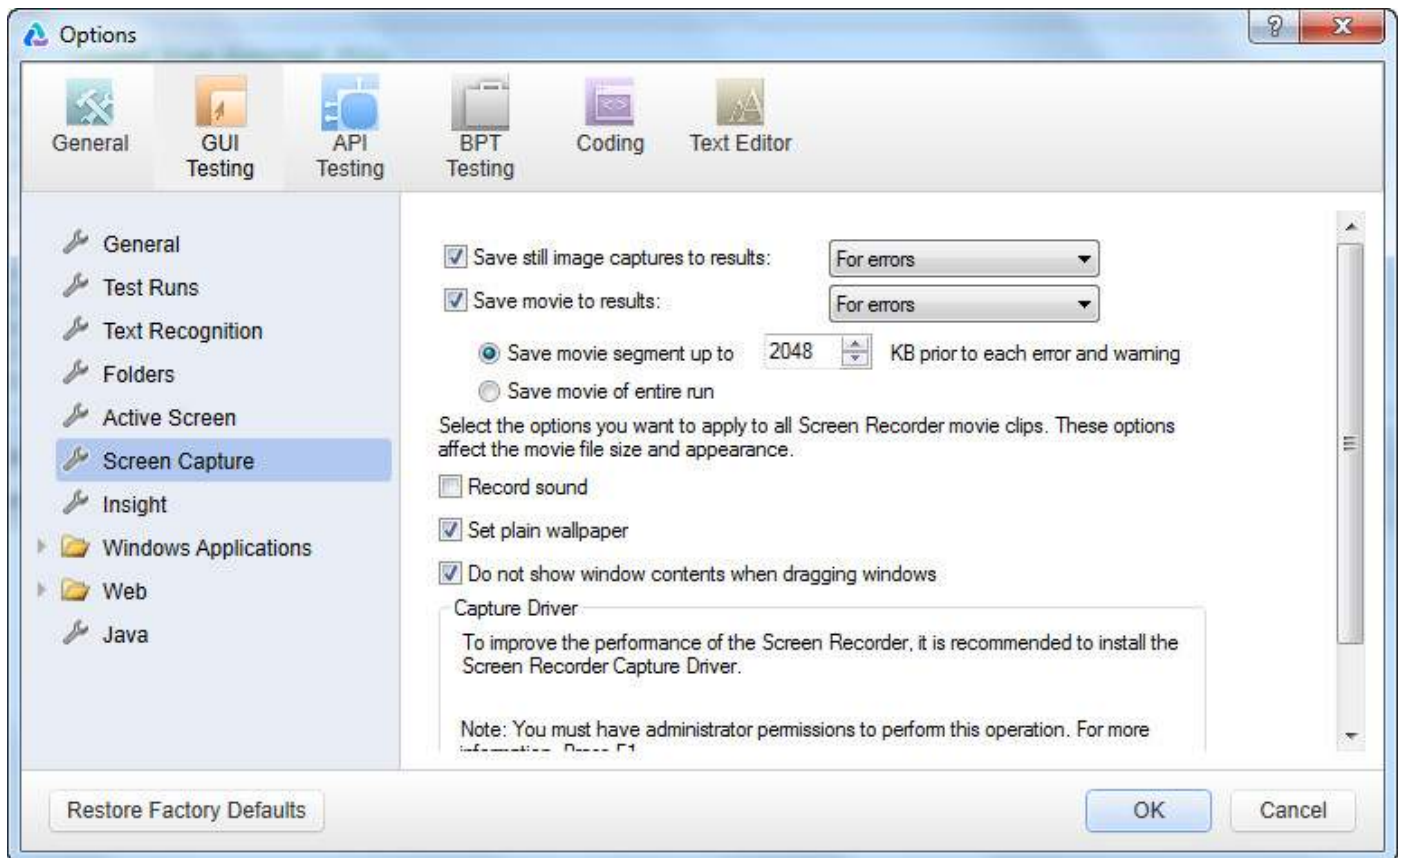 Options
?
General
GUI
Testing
API
Testing
BPT
Testing
Coding
Text Editor
General
Test Runs
Text Recognition
Folders
Active Screen
Screen Capture
Insight
Windows Applications
Web
Java
Save still image captures to results: For errors
Save movie to results: For errors
Save movie segment up to 2048 KB prior to each error and warning
Save movie of entire run
Select the options you want to apply to all Screen Recorder movie clips. These options
affect the movie file size and appearance.
Record sound
Set plain wallpaper
Do not show window contents when dragging windows
Capture Driver
To improve the performance of the Screen Recorder, it is recommended to install the
Screen Recorder Capture Driver.
Note: You must have administrator permissions to perform this operation. For more
Restore Factory Defaults
OK
Cancel